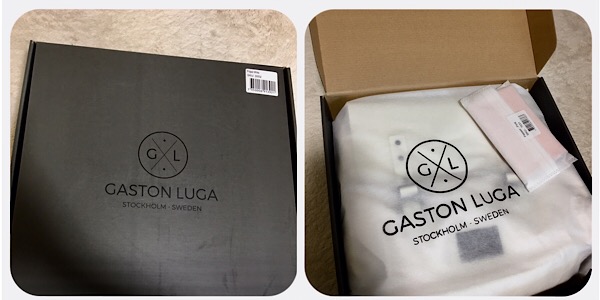 G L
GASTON LUGA
STOCKHOLM - SWEDEN
G L
GASTON LUGA
STOCKHOLM - SWEDEN